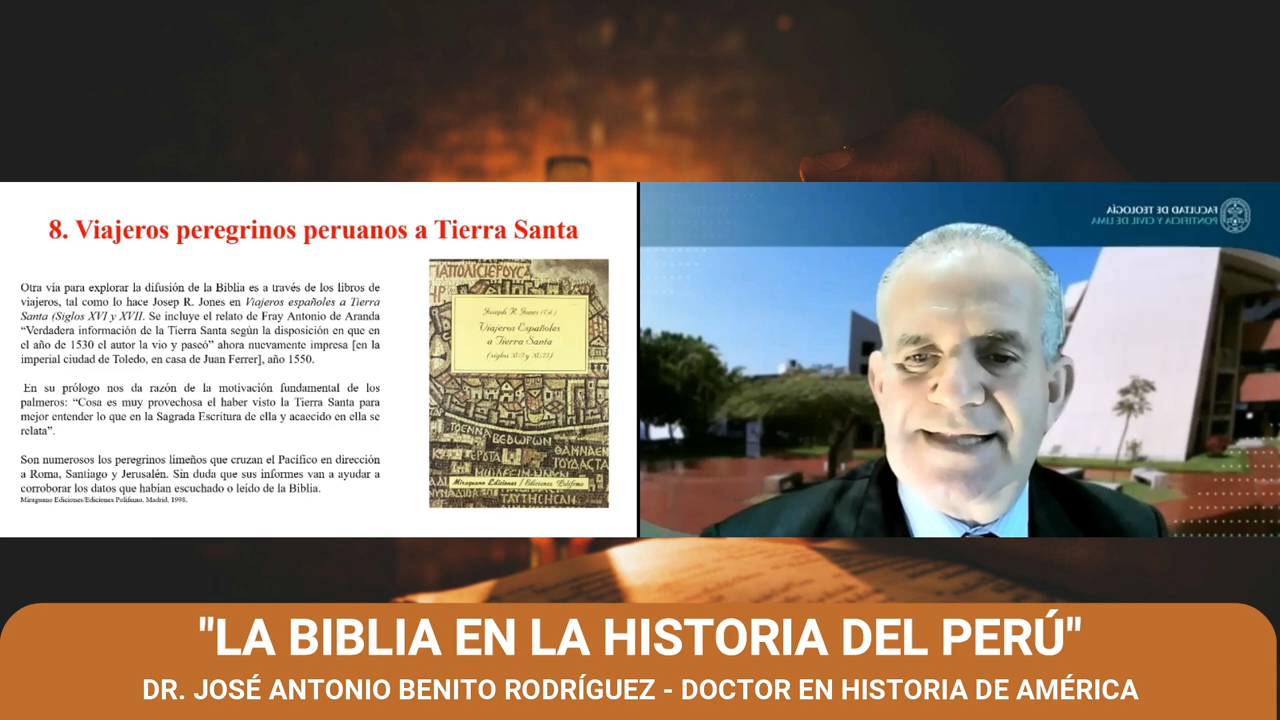 8. Viajeros peregrinos peruanos a Tierra Santa
Otra vía para explorar la difusión de la Biblia es a través de los libros de
viajeros, tal como lo hace Josep R. Jones en Viajeros españoles a Tierra
Santa (Siglos XVI y XVII. Se incluye el relato de Fray Antonio de Aranda
“Verdadera información de la Tierra Santa según la disposición en que en
el año de 1530 el autor la vio y paseó” ahora nuevamente impresa [en la
imperial ciudad de Toledo, en casa de Juan Ferrer], año 1550.
En su prólogo nos da razón de la motivación fundamental de los
palmeros: “Cosa es muy provechosa el haber visto la Tierra Santa para
mejor entender lo que en la Sagrada Escritura de ella y acaecido en ella se
relata”.
Son numerosos los peregrinos limeños que cruzan el Pacífico en dirección
a Roma, Santiago y Jerusalén. Sin duda que sus informes van a ayudar a
corroborar los datos que habían escuchado o leído de la Biblia.
Miraguano Ediciones/Ediciones Polifemo, Madrid, 1998.
ΓΙΑΠΟΛΙCΙΕΡΟΥCΑ
Joseph R. Jones (Ed.)
Viajeros Españoles
a Tierra Santa
(siglos XVI y XVII)
Miraguano Ediciones / Ediciones Polifemo
FACULTAD DE TEOLOGÍA
PONTIFICIA Y CIVIL DE LIMA
"LA BIBLIA EN LA HISTORIA DEL PERÚ"
DR. JOSÉ ANTONIO BENITO RODRÍGUEZ - DOCTOR EN HISTORIA DE AMÉRICA